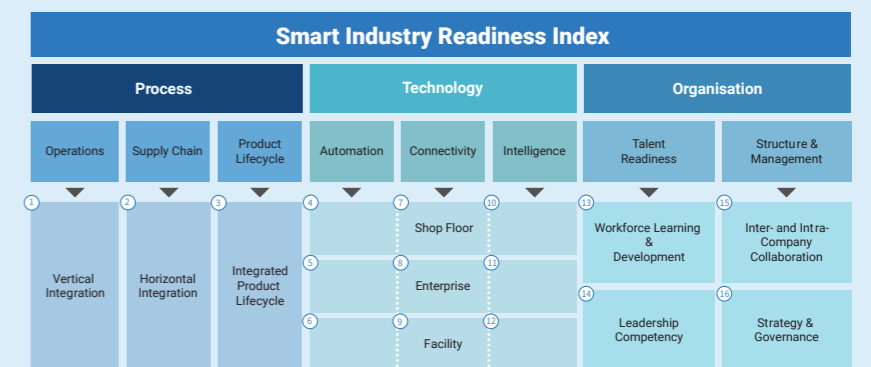 Smart Industry Readiness Index
Process
Technology
Organisation
Operations
Supply Chain
Product
Lifecycle
Automation
Connectivity
Intelligence
Talent
Readiness
Structure &
Management
1
Vertical
Integration
2
Horizontal
Integration
3
Integrated
Product
Lifecycle
4
7
10
Shop Floor
5
8
11
Enterprise
6
9
12
Facility
13
Workforce Learning
&
Development
14
Leadership
Competency
15
Inter- and Intra-
Company
Collaboration
16
Strategy &
Governance